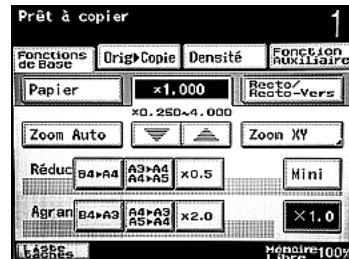 Prêt à copier 1
Fonctions de Base Orig▶Copie Densité Fonction Auxiliaire
Papier ×1.000 Recto/ Recto-Vers
×0.250~4.000
Zoom Auto Zoom XY
Réduc B4▶A4 A3▶A4 A4▶A5 ×0.5 Mini
Agran B4▶A3 A4▶A3 A5▶A4 ×2.0 ×1.0
Liste tâches Mémoire Libre 100%